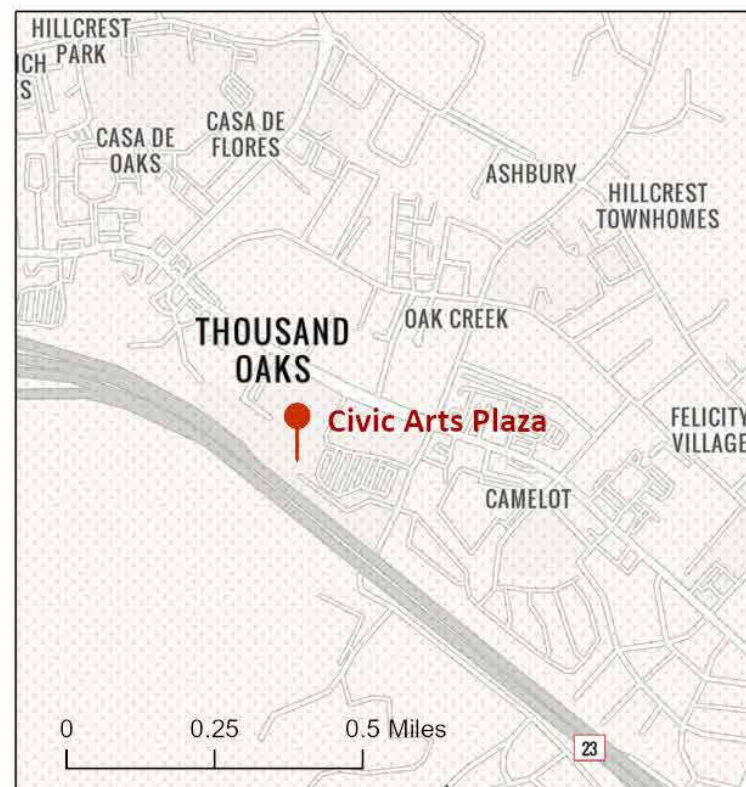 HILLCREST
PARK
ICH
S
CASA DE
OAKS
CASA DE
FLORES
ASHBURY
HILLCREST
TOWNHOMES
THOUSAND
OAKS
OAK CREEK
Civic Arts Plaza
FELICITY
VILLAGE
CAMELOT
0 0.25 0.5 Miles
23